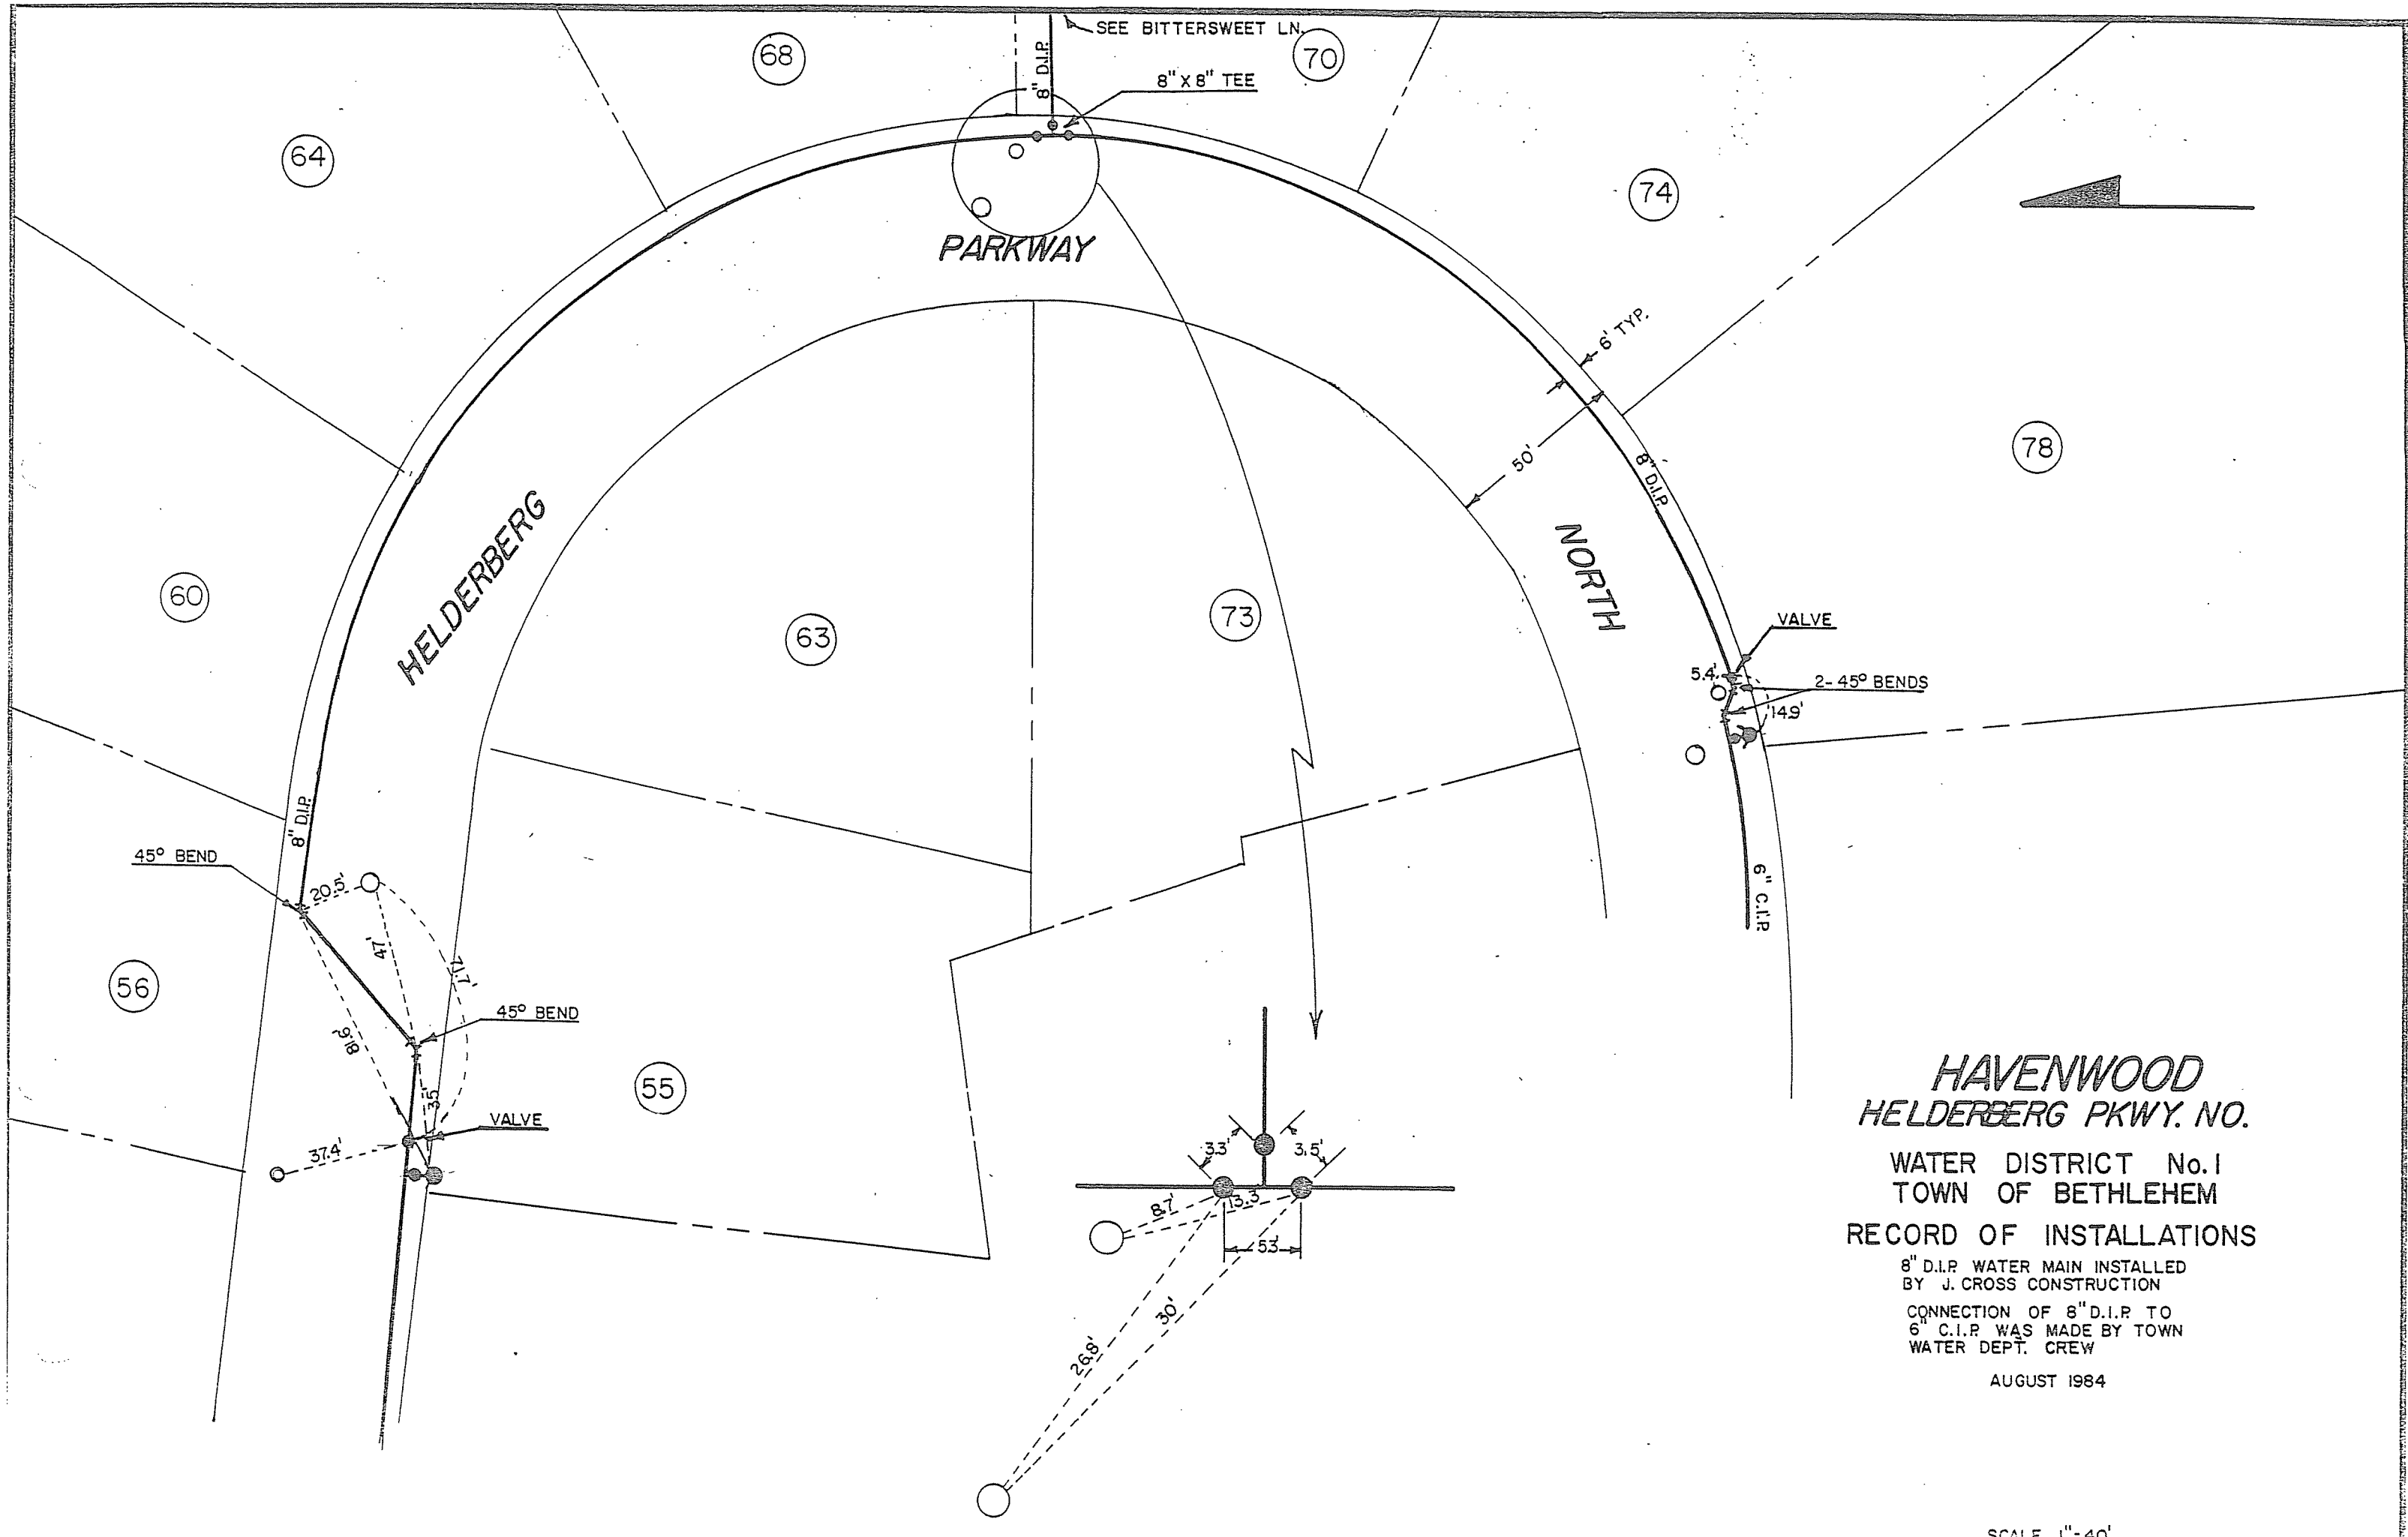 SEE BITTERSWEET LN.
68
70
8" D.I.P.
8" X 8" TEE
64
74
PARKWAY
6' TYP.
50'
78
8" D.I.P.
HELDERBERG
NORTH
60
63
73
VALVE
5.4'
2-45° BENDS
14.9'
8" D.I.P.
45° BEND
20.5'
6" C.I.P.
47'
71.7'
56
45° BEND
81.6'
55
35'
VALVE
37.4'
3.3'
3.5'
8.7'
13.3'
5.3'
26.8'
30'
HAVENWOOD
HELDERBERG PKWY. NO.
WATER DISTRICT No. 1
TOWN OF BETHLEHEM
RECORD OF INSTALLATIONS
8" D.I.P. WATER MAIN INSTALLED
BY J. CROSS CONSTRUCTION
CONNECTION OF 8" D.I.P. TO
6" C.I.P. WAS MADE BY TOWN
WATER DEPT. CREW
AUGUST 1984
SCALE 1"-40'